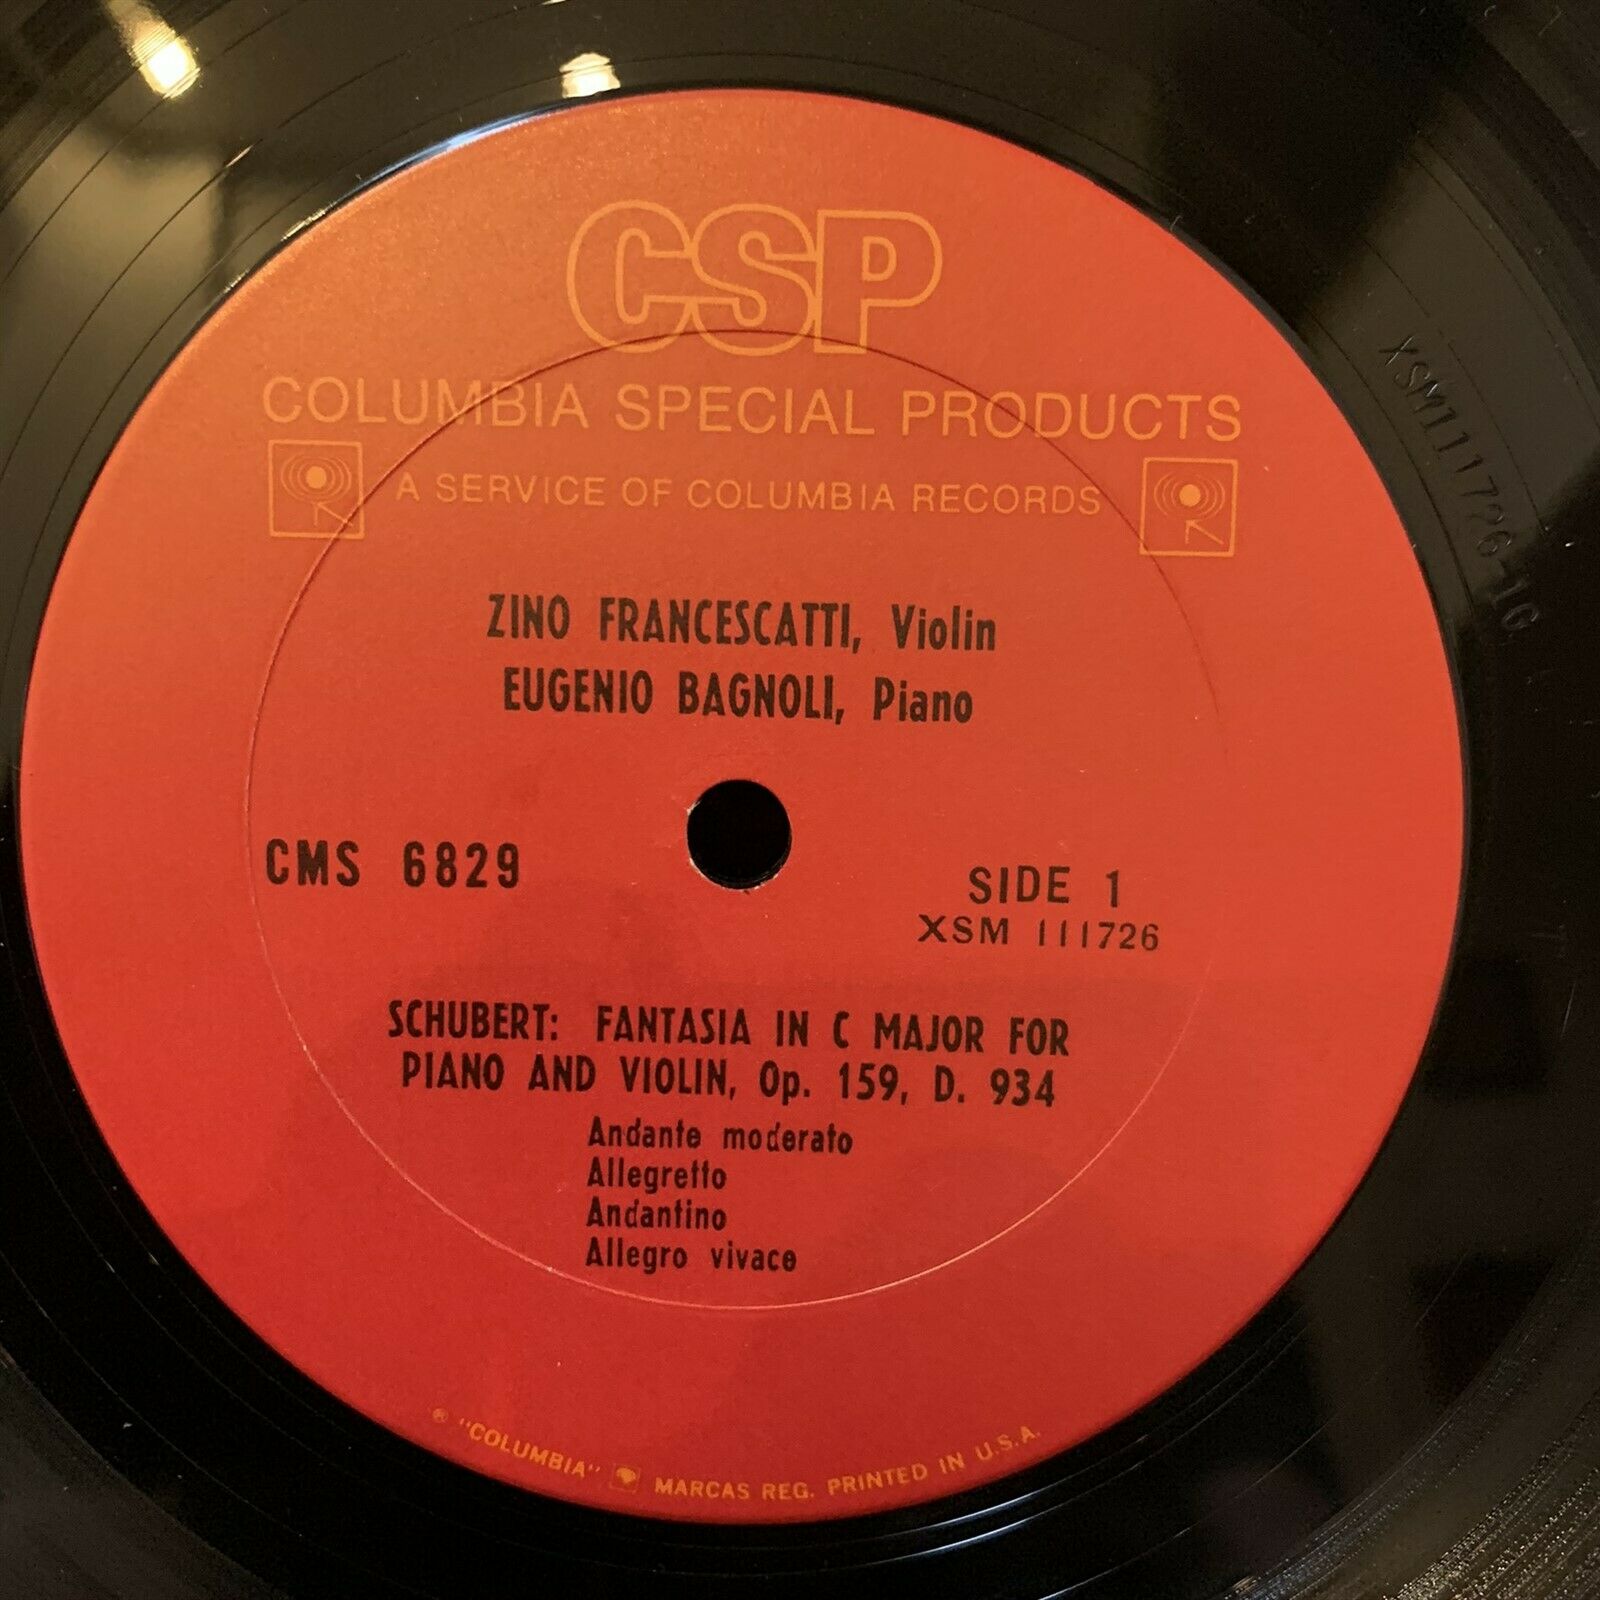 CSP
COLUMBIA SPECIAL PRODUCTS
A SERVICE OF COLUMBIA RECORDS
ZINO FRANCESCATTI, Violin
EUGENIO BAGNOLI, Piano
CMS 6829
SIDE 1
XSM 111726
SCHUBERT: FANTASIA IN C MAJOR FOR
PIANO AND VIOLIN, Op. 159, D. 934
Andante moderato
Allegretto
Andantino
Allegro vivace
® "COLUMBIA" MARCAS REG. PRINTED IN U.S.A.
XSM111726-1G